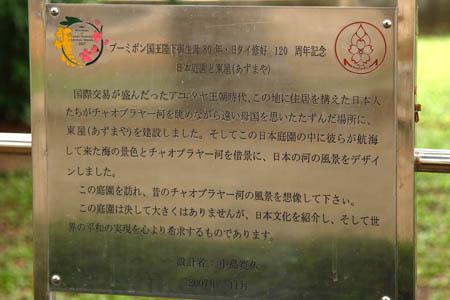 プーミポン国王陛下御生誕80年・日タイ修好 120 周年記念
日本庭園と東屋(あずまや)
国際交易が盛んだったアユタヤ王朝時代、この地に住居を構えた日本人
たちがチャオプラヤー河を眺めながら遠い母国を思いたたずんだ場所に、
東屋(あずまや)を建設しました。そしてこの日本庭園の中に彼らが航海
して来た海の景色とチャオプラヤー河を借景に、日本の河の風景をデザイ
ンしました。
この庭園を訪れ、昔のチャオプラヤー河の風景を想像して下さい。
この庭園は決して大きくはありませんが、日本文化を紹介し、そして世
界の平和の実現を心より希求するものであります。
設計者：中島
2007年 11月